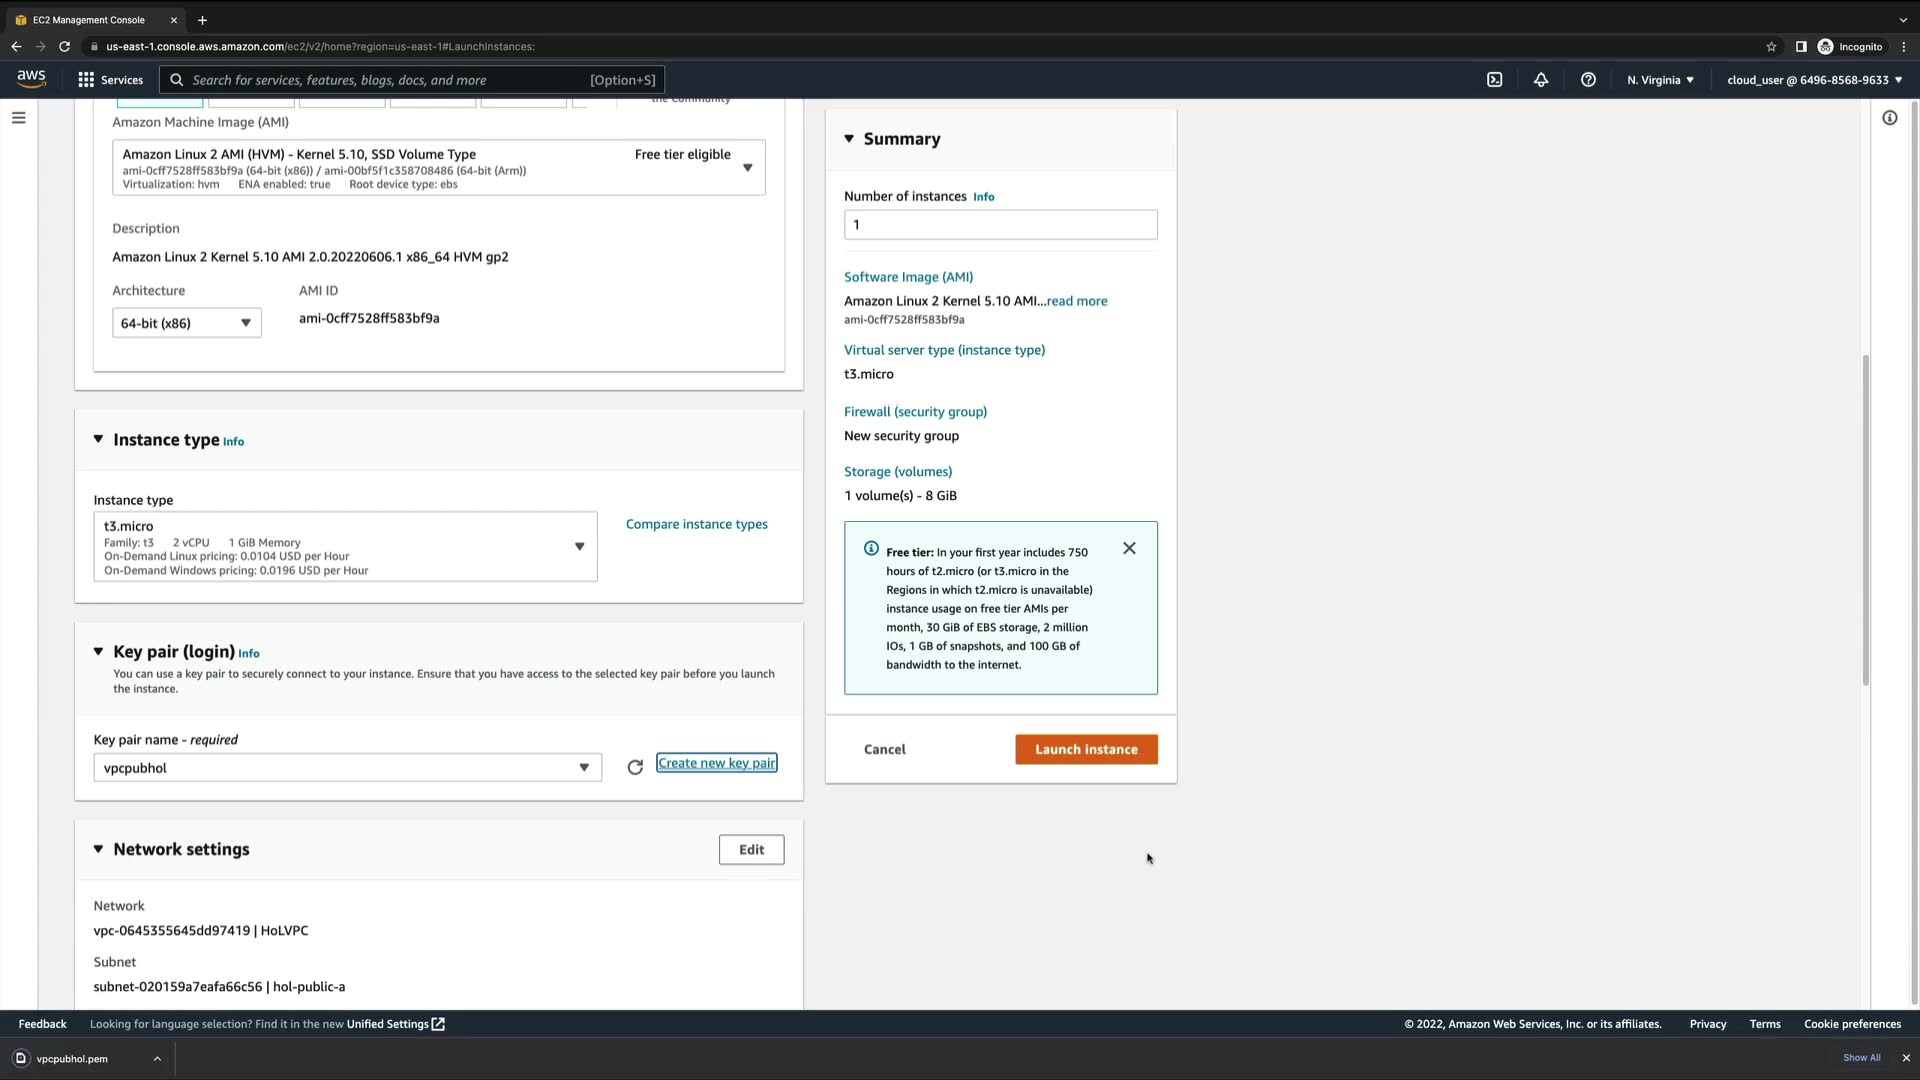 EC2 Management Console
us-east-1.console.aws.amazon.com/ec2/v2/home?region=us-east-1#LaunchInstances:
Incognito
aws
Services
Search for services, features, blogs, docs, and more
[Option+S]
N. Virginia
cloud_user @ 6496-8568-9633
the Community
Amazon Machine Image (AMI)
Amazon Linux 2 AMI (HVM) - Kernel 5.10, SSD Volume Type
Free tier eligible
ami-0cff7528ff583bf9a (64-bit (x86)) / ami-00bf5f1c358708486 (64-bit (Arm))
Virtualization: hvm ENA enabled: true Root device type: ebs
Description
Amazon Linux 2 Kernel 5.10 AMI 2.0.20220606.1 x86_64 HVM gp2
Architecture
AMI ID
64-bit (x86)
ami-0cff7528ff583bf9a
Instance type Info
Instance type
t3.micro
Family: t3 2 vCPU 1 GiB Memory
On-Demand Linux pricing: 0.0104 USD per Hour
On-Demand Windows pricing: 0.0196 USD per Hour
Compare instance types
Key pair (login) Info
You can use a key pair to securely connect to your instance. Ensure that you have access to the selected key pair before you launch
the instance.
Key pair name - required
vpcpubhol
Create new key pair
Network settings
Edit
Network
vpc-0645355645dd97419 | HoLVPC
Subnet
subnet-020159a7eafa66c56 | hol-public-a
Summary
Number of instances Info
1
Software Image (AMI)
Amazon Linux 2 Kernel 5.10 AMI...read more
ami-0cff7528ff583bf9a
Virtual server type (instance type)
t3.micro
Firewall (security group)
New security group
Storage (volumes)
1 volume(s) - 8 GiB
Free tier: In your first year includes 750
hours of t2.micro (or t3.micro in the
Regions in which t2.micro is unavailable)
instance usage on free tier AMIs per
month, 30 GiB of EBS storage, 2 million
IOs, 1 GB of snapshots, and 100 GB of
bandwidth to the internet.
Cancel
Launch instance
Feedback
Looking for language selection? Find it in the new Unified Settings
© 2022, Amazon Web Services, Inc. or its affiliates.
Privacy
Terms
Cookie preferences
vpcpubhol.pem
Show All